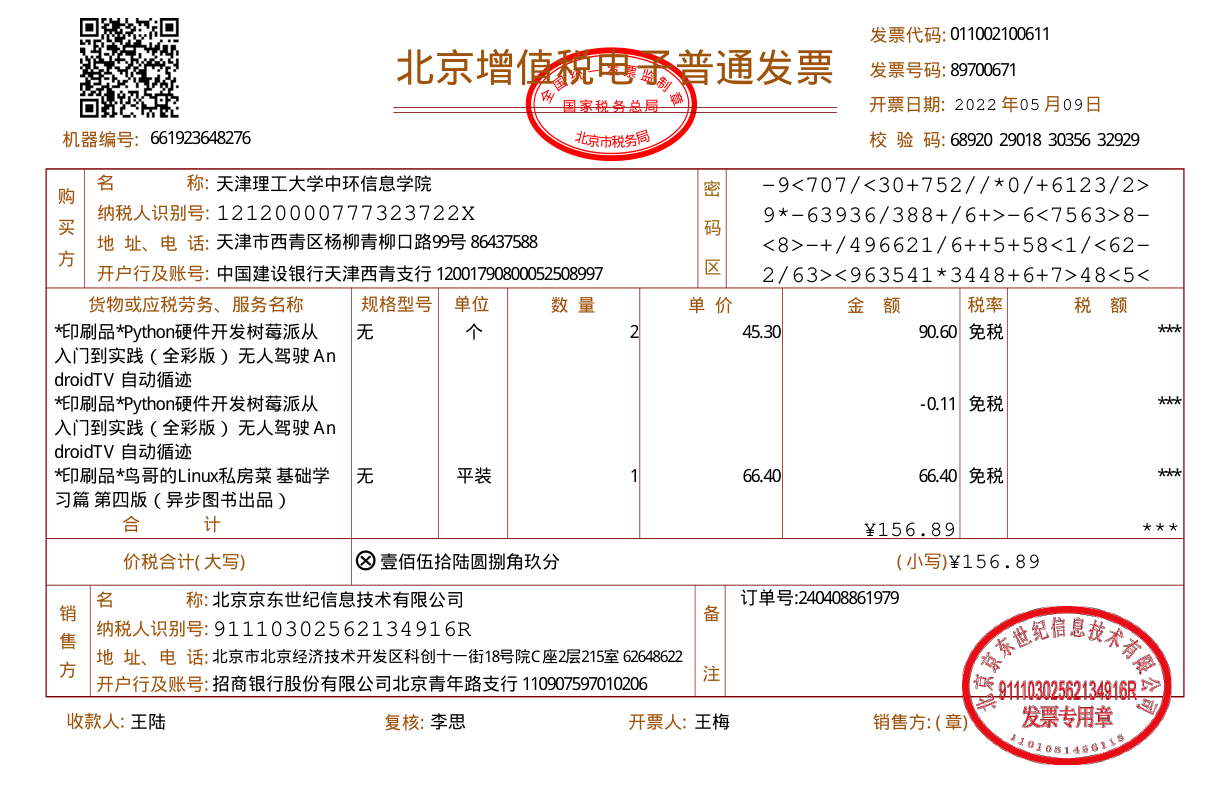 北京增值税电子普通发票
全国统一发票监制章
国家税务总局
北京市税务局
发票代码: 011002100611
发票号码: 89700671
开票日期: 2022 年05 月09日
校 验 码: 68920 29018 30356 32929
机器编号: 661923648276
购买方
名 称: 天津理工大学中环信息学院
纳税人识别号: 12120000777323722X
地 址、电 话: 天津市西青区杨柳青柳口路99号 86437588
开户行及账号: 中国建设银行天津西青支行 12001790800052508997
密码区
-9<707/<30+752//*0/+6123/2>
9*-63936/388+/6+>-6<7563>8-
<8>-+/496621/6++5+58<1/<62-
2/63><963541*3448+6+7>48<5<
货物或应税劳务、服务名称 规格型号 单位 数 量 单 价 金 额 税率 税 额
*印刷品*Python硬件开发树莓派从 无 个 2 45.30 90.60 免税 ***
入门到实践（全彩版）无人驾驶 An
droidTV 自动循迹
*印刷品*Python硬件开发树莓派从 -0.11 免税 ***
入门到实践（全彩版）无人驾驶 An
droidTV 自动循迹
*印刷品*鸟哥的Linux私房菜 基础学 无 平装 1 66.40 66.40 免税 ***
习篇 第四版（异步图书出品）
合 计 ¥156.89 ***
价税合计(大写) ⊗ 壹佰伍拾陆圆捌角玖分 (小写)¥156.89
销售方
名 称: 北京京东世纪信息技术有限公司
纳税人识别号: 91110302562134916R
地 址、电 话: 北京市北京经济技术开发区科创十一街18号院C座2层215室 62648622
开户行及账号: 招商银行股份有限公司北京青年路支行 110907597010206
备注
订单号:240408861979
收款人: 王陆 复核: 李思 开票人: 王梅 销售方: (章)
北京京东世纪信息技术有限公司
91110302562134916R
发票专用章
1101081456118